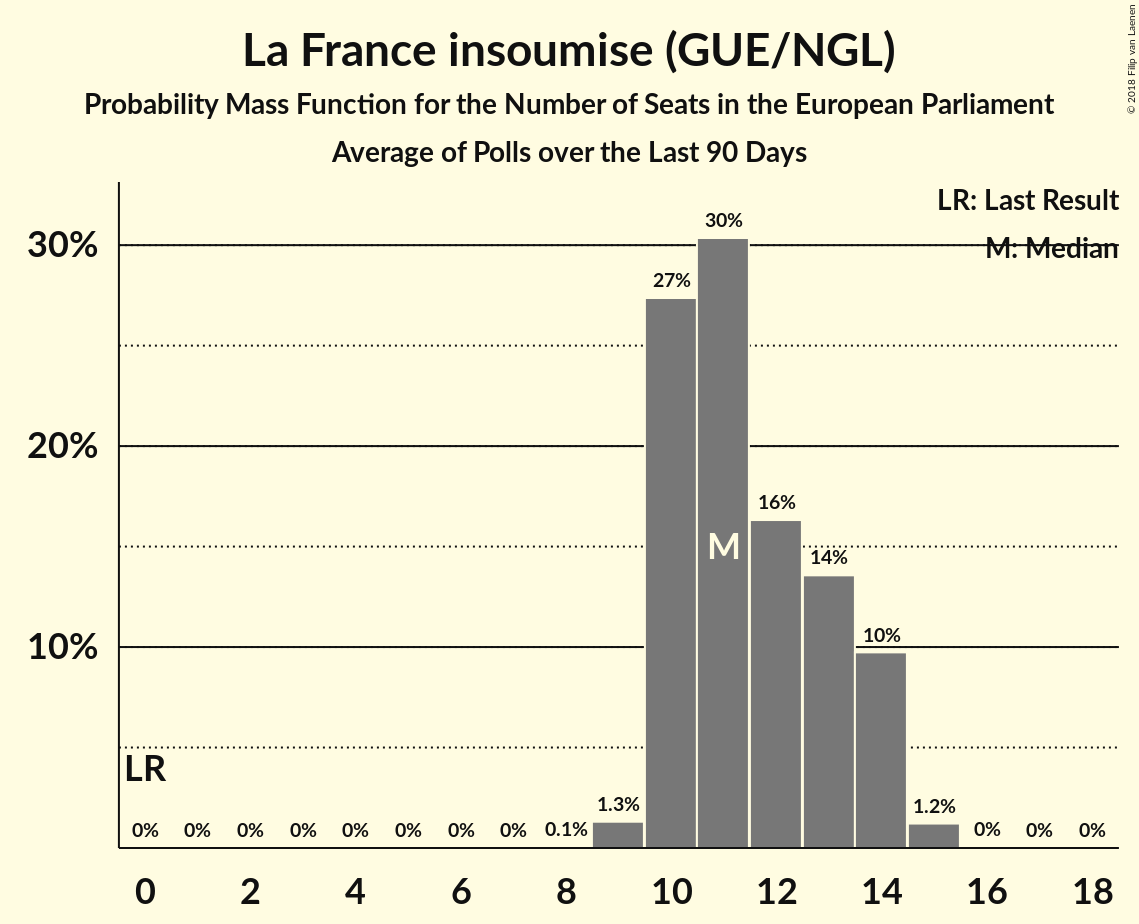 La France insoumise (GUE/NGL)
Probability Mass Function for the Number of Seats in the European Parliament
Average of Polls over the Last 90 Days
© 2018 Filip van Laenen
LR: Last Result
M: Median
30%
20%
10%
30%
27%
16%
M
14%
10%
LR
0% 0% 0% 0% 0% 0% 0% 0% 0.1% 1.3% 1.2% 0% 0% 0%
0 2 4 6 8 10 12 14 16 18